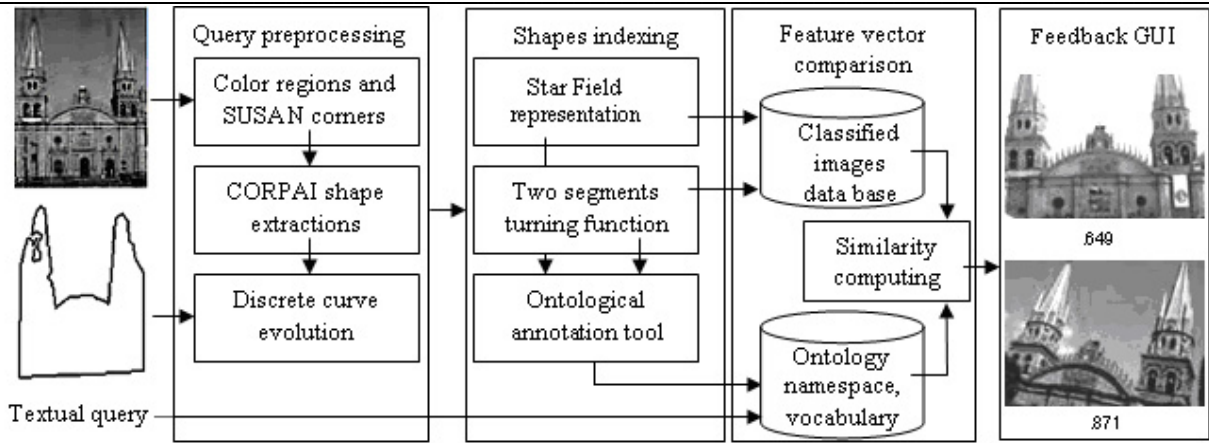 Query preprocessing
Color regions and
SUSAN corners
CORPAI shape
extractions
Discrete curve
evolution
Textual query
Shapes indexing
Star Field
representation
Two segments
turning function
Ontological
annotation tool
Feature vector
comparison
Classified
images
data base
Similarity
computing
Ontology
namespace,
vocabulary
Feedback GUI
.649
.871